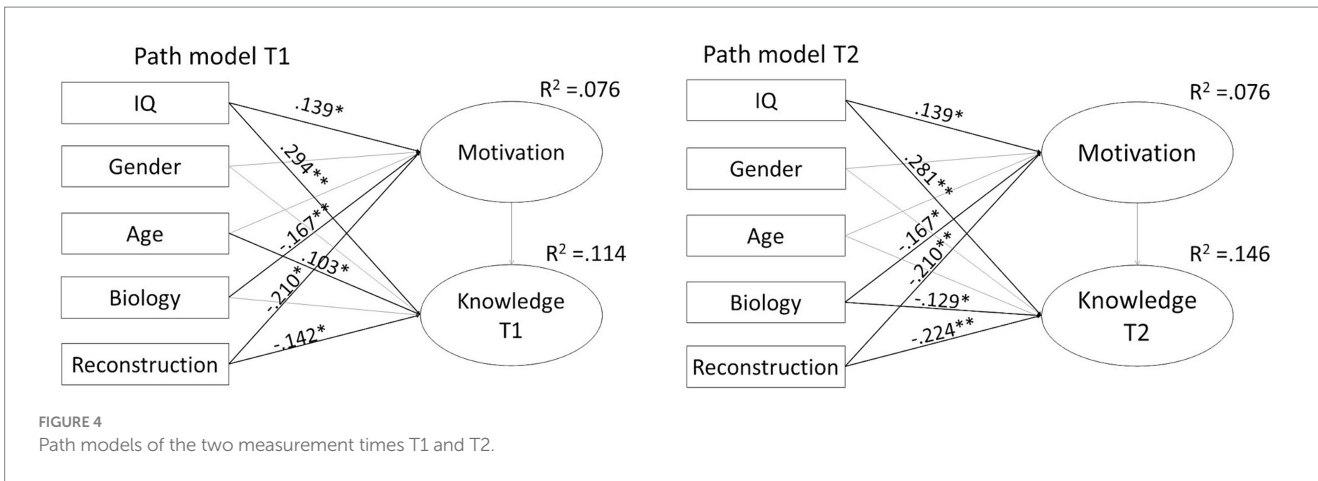 Path model T1
IQ
Gender
Age
Biology
Reconstruction
.139*
.294**
-.167**
.103*
-.210*
-.142*
R² =.076
Motivation
R² =.114
Knowledge
T1
Path model T2
IQ
Gender
Age
Biology
Reconstruction
.139*
.281**
-.167*
-.210**
-.129*
-.224**
R² =.076
Motivation
R² =.146
Knowledge
T2
FIGURE 4
Path models of the two measurement times T1 and T2.